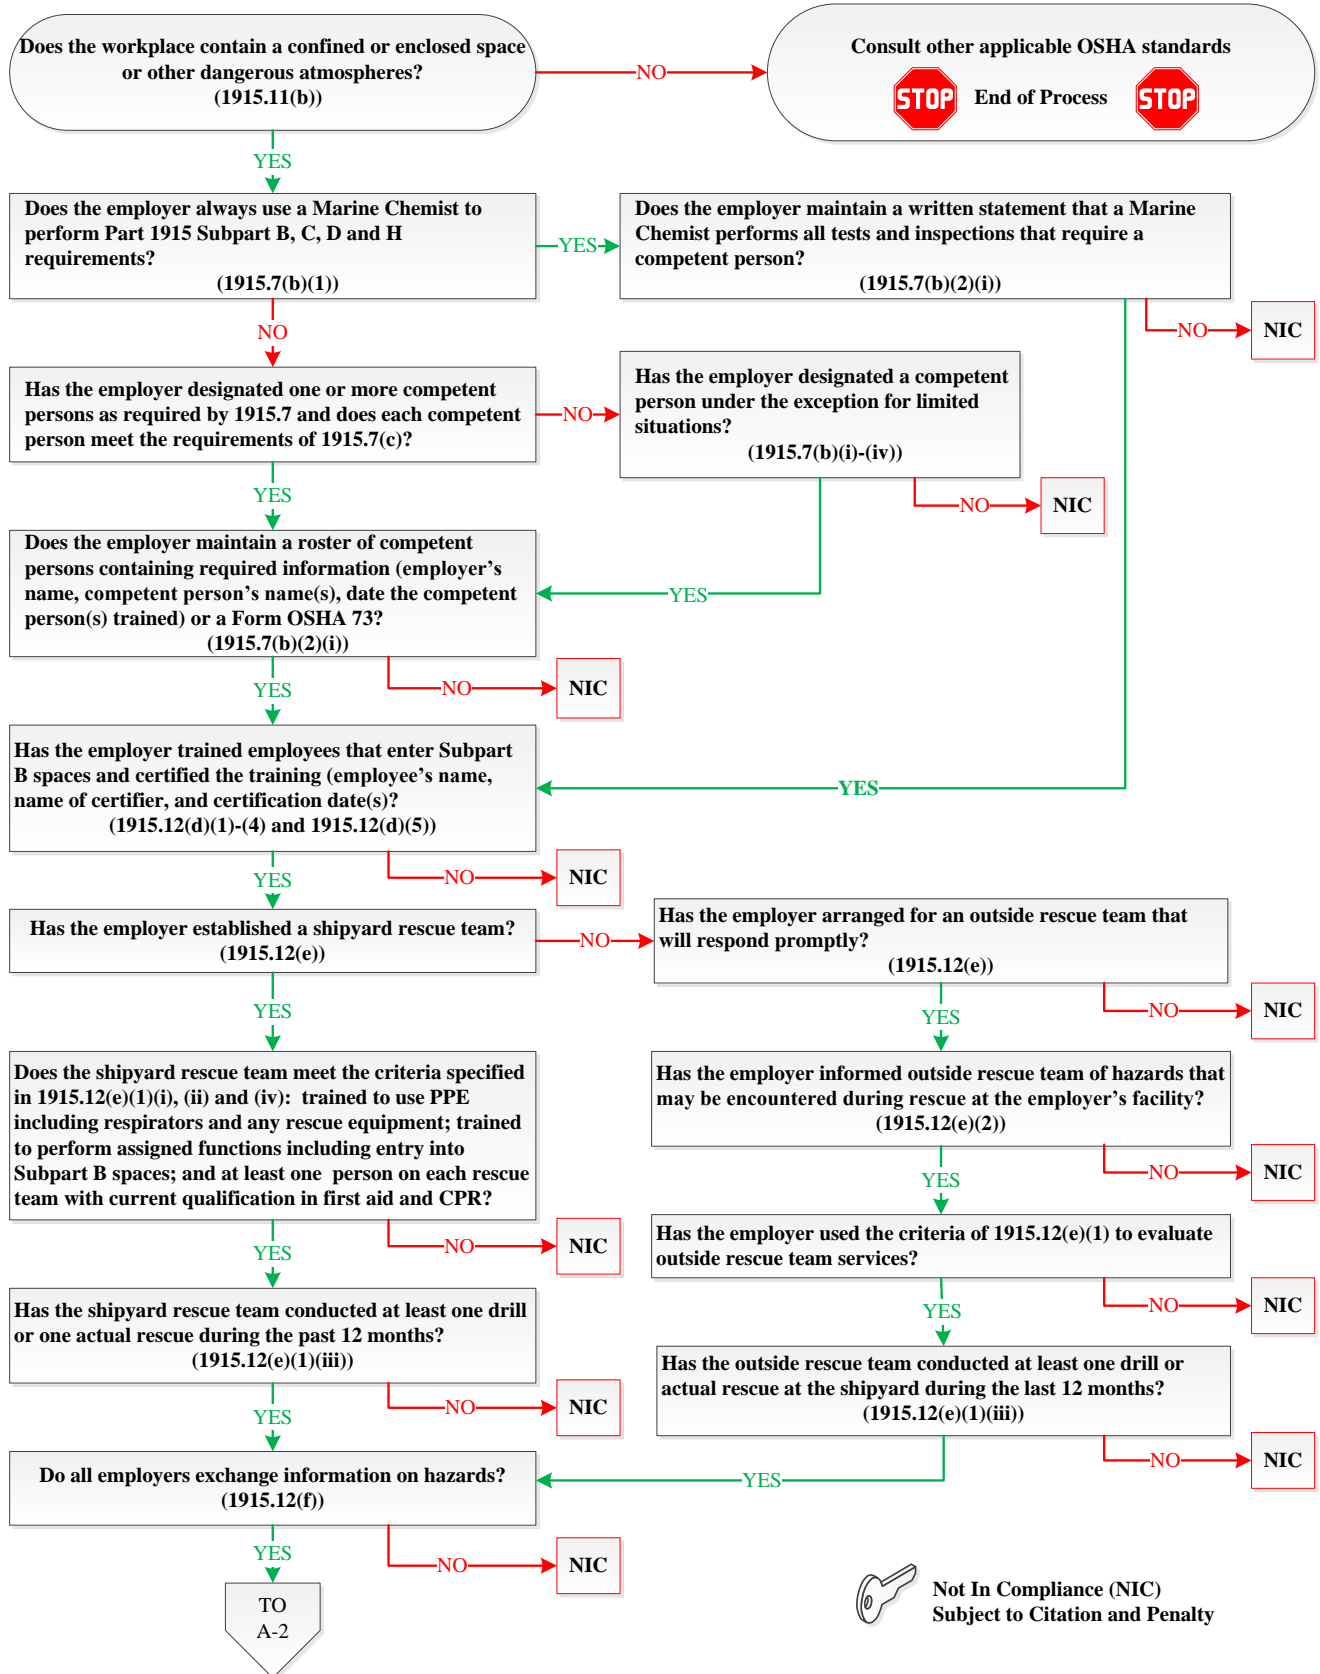 Does the workplace contain a confined or enclosed space
or other dangerous atmospheres?
(1915.11(b))
NO
Consult other applicable OSHA standards
STOP End of Process STOP
YES
Does the employer always use a Marine Chemist to
perform Part 1915 Subpart B, C, D and H
requirements?
(1915.7(b)(1))
YES
Does the employer maintain a written statement that a Marine
Chemist performs all tests and inspections that require a
competent person?
(1915.7(b)(2)(i))
NO
NIC
NO
Has the employer designated one or more competent
persons as required by 1915.7 and does each competent
person meet the requirements of 1915.7(c)?
NO
Has the employer designated a competent
person under the exception for limited
situations?
(1915.7(b)(i)-(iv))
NO
NIC
YES
YES
Does the employer maintain a roster of competent
persons containing required information (employer's
name, competent person's name(s), date the competent
person(s) trained) or a Form OSHA 73?
(1915.7(b)(2)(i))
NO
NIC
YES
Has the employer trained employees that enter Subpart
B spaces and certified the training (employee's name,
name of certifier, and certification date(s)?
(1915.12(d)(1)-(4) and 1915.12(d)(5))
YES
NO
NIC
YES
Has the employer established a shipyard rescue team?
(1915.12(e))
NO
Has the employer arranged for an outside rescue team that
will respond promptly?
(1915.12(e))
NO
NIC
YES
YES
Does the shipyard rescue team meet the criteria specified
in 1915.12(e)(1)(i), (ii) and (iv): trained to use PPE
including respirators and any rescue equipment; trained
to perform assigned functions including entry into
Subpart B spaces; and at least one person on each rescue
team with current qualification in first aid and CPR?
Has the employer informed outside rescue team of hazards that
may be encountered during rescue at the employer's facility?
(1915.12(e)(2))
NO
NIC
YES
Has the employer used the criteria of 1915.12(e)(1) to evaluate
outside rescue team services?
NO
NIC
YES
NO
NIC
YES
Has the shipyard rescue team conducted at least one drill
or one actual rescue during the past 12 months?
(1915.12(e)(1)(iii))
Has the outside rescue team conducted at least one drill or
actual rescue at the shipyard during the last 12 months?
(1915.12(e)(1)(iii))
NO
NIC
YES
NO
NIC
YES
Do all employers exchange information on hazards?
(1915.12(f))
NO
NIC
YES
TO
A-2
Not In Compliance (NIC)
Subject to Citation and Penalty